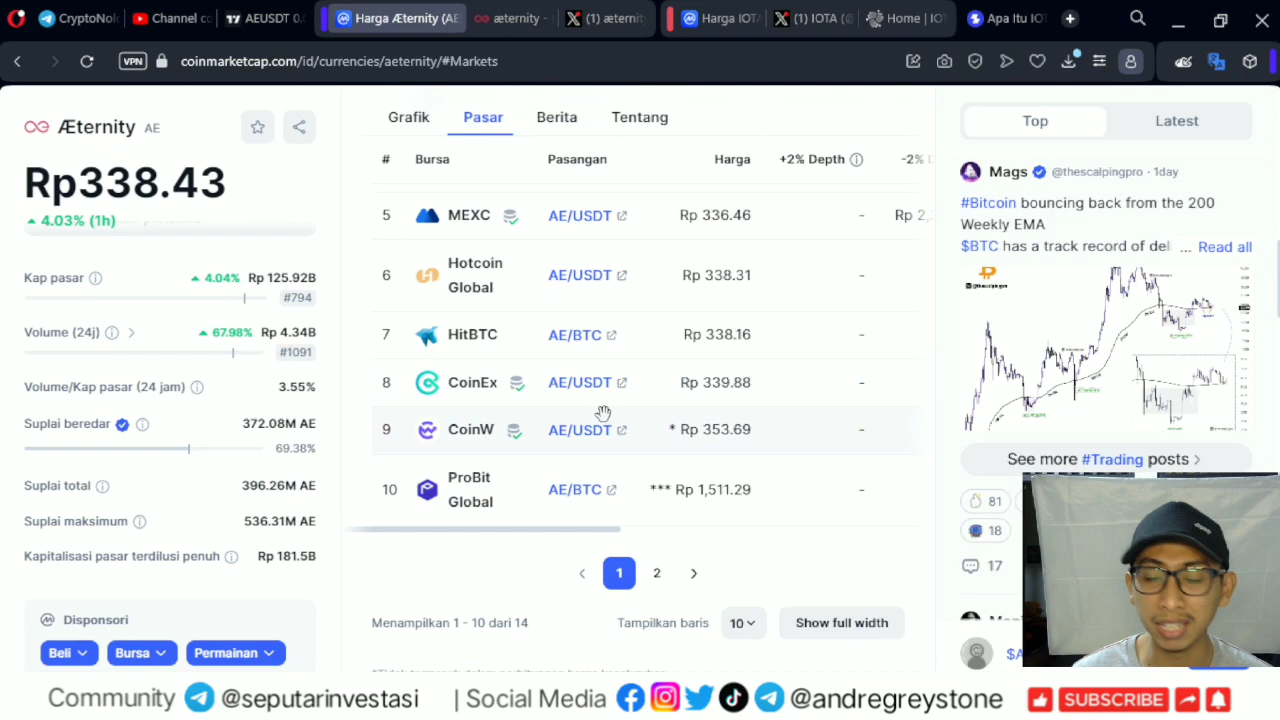 CryptoNolo
Channel co
AEUSDT 0.
Harga Æternity (AE
æternity -
(1) æternit
Harga IOTA
(1) IOTA (@
Home | IOT
Apa Itu IOT
VPN
coinmarketcap.com/id/currencies/aeternity/#Markets
Æternity AE
Rp338.43
4.03% (1h)
Kap pasar
4.04% Rp 125.92B
#794
Volume (24j)
67.98% Rp 4.34B
#1091
Volume/Kap pasar (24 jam)
3.55%
Suplai beredar
372.08M AE
69.38%
Suplai total
396.26M AE
Suplai maksimum
536.31M AE
Kapitalisasi pasar terdilusi penuh
Rp 181.5B
Disponsori
Beli
Bursa
Permainan
Grafik Pasar Berita Tentang
# Bursa Pasangan Harga +2% Depth -2% D
5 MEXC AE/USDT Rp 336.46 - Rp 2,
6 Hotcoin Global AE/USDT Rp 338.31 -
7 HitBTC AE/BTC Rp 338.16 -
8 CoinEx AE/USDT Rp 339.88 -
9 CoinW AE/USDT * Rp 353.69 -
10 ProBit Global AE/BTC *** Rp 1,511.29 -
1 2
Menampilkan 1 - 10 dari 14
Tampilkan baris 10
Show full width
Top Latest
Mags @thescalpingpro · 1day
#Bitcoin bouncing back from the 200
Weekly EMA
$BTC has a track record of deli ... Read all
See more #Trading posts
81
18
17
Community @seputarinvestasi | Social Media @andregreystone SUBSCRIBE